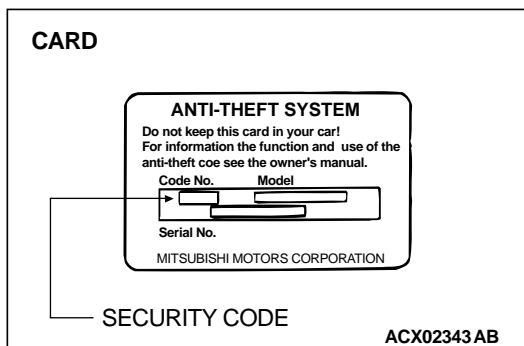 CARD
ANTI-THEFT SYSTEM
Do not keep this card in your car!
For information the function and use of the
anti-theft coe see the owner's manual.
Code No. Model
Serial No.
MITSUBISHI MOTORS CORPORATION
SECURITY CODE
ACX02343 AB